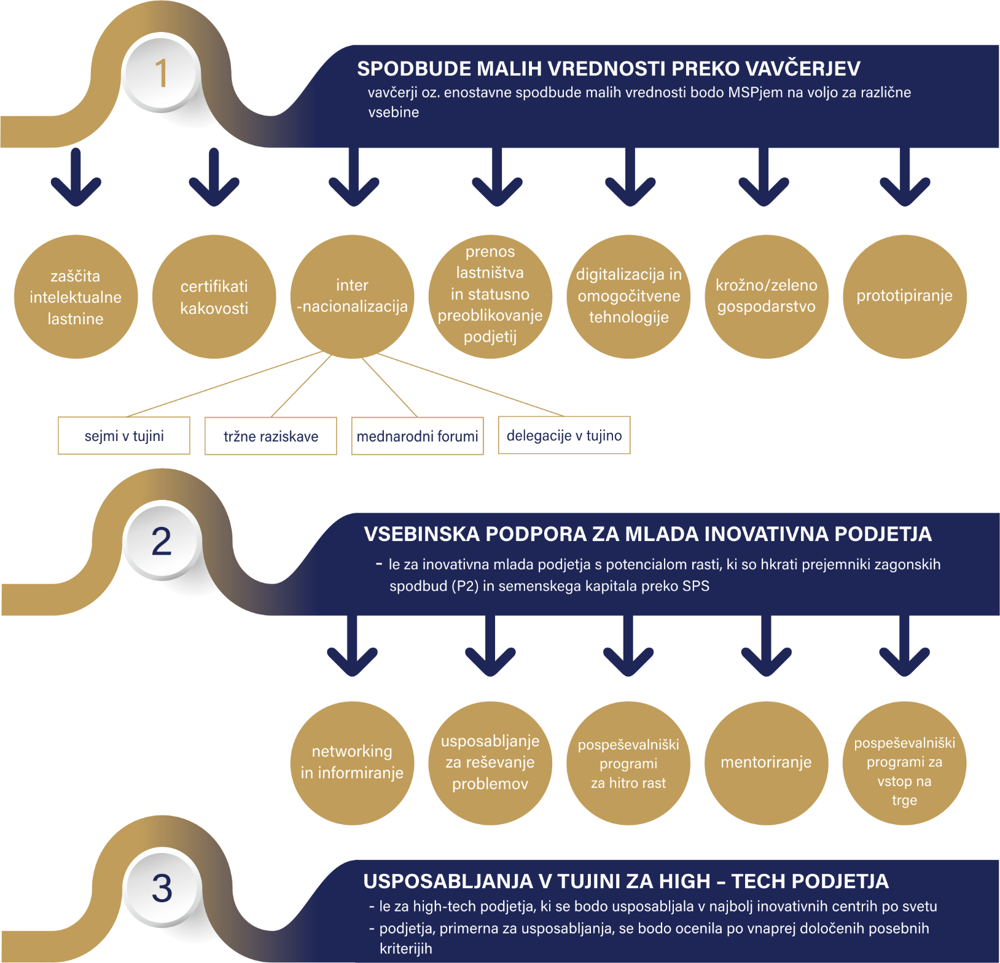 1
SPODBUDE MALIH VREDNOSTI PREKO VAVČERJEV
vavčerji oz. enostavne spodbude malih vrednosti bodo MSPjem na voljo za različne
vsebine
zaščita
intelektualne
lastnine
certifikati
kakovosti
inter
-nacionalizacija
prenos
lastništva
in statusno
preoblikovanje
podjetij
digitalizacija in
omogočitvene
tehnologije
krožno/zeleno
gospodarstvo
prototipiranje
sejmi v tujini
tržne raziskave
mednarodni forumi
delegacije v tujino
2
VSEBINSKA PODPORA ZA MLADA INOVATIVNA PODJETJA
- le za inovativna mlada podjetja s potencialom rasti, ki so hkrati prejemniki zagonskih
spodbud (P2) in semenskega kapitala preko SPS
networking
in informiranje
usposabljanje
za reševanje
problemov
pospeševalniški
programi
za hitro rast
mentoriranje
pospeševalniški
programi za
vstop na
trge
3
USPOSABLJANJA V TUJINI ZA HIGH – TECH PODJETJA
- le za high-tech podjetja, ki se bodo usposabljala v najbolj inovativnih centrih po svetu
- podjetja, primerna za usposabljanja, se bodo ocenila po vnaprej določenih posebnih
kriterijih